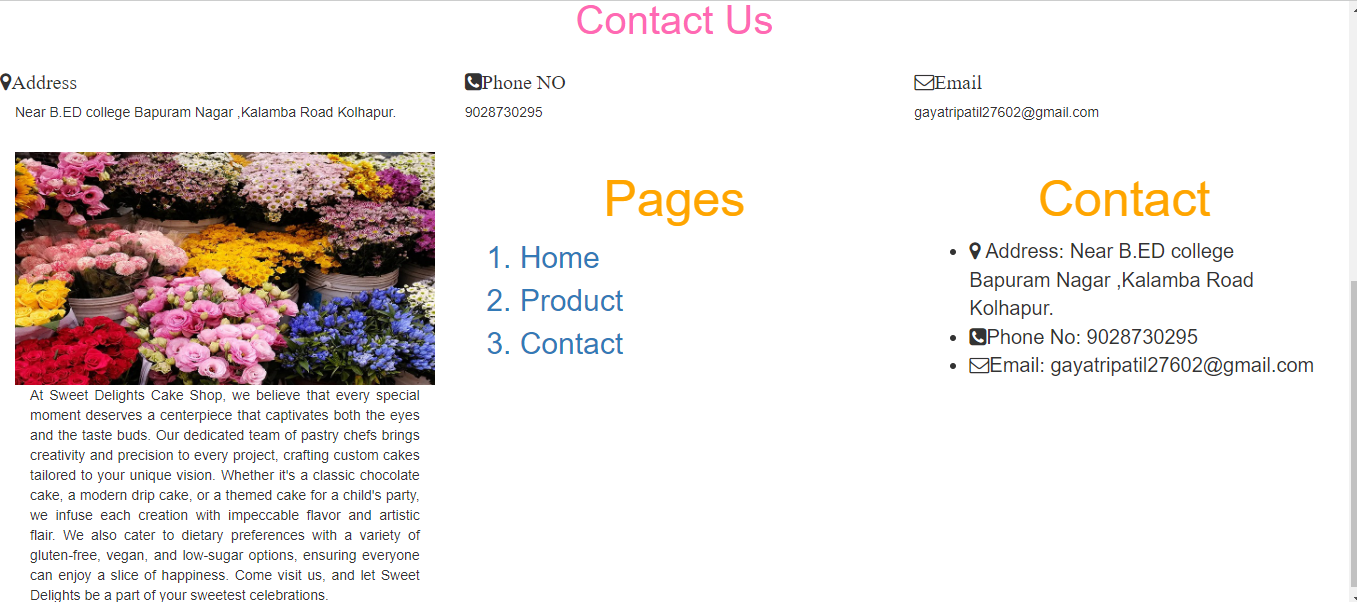 Contact Us
Address
Near B.ED college Bapuram Nagar ,Kalamba Road Kolhapur.
Phone NO
9028730295
Email
gayatripatil27602@gmail.com
At Sweet Delights Cake Shop, we believe that every special
moment deserves a centerpiece that captivates both the eyes
and the taste buds. Our dedicated team of pastry chefs brings
creativity and precision to every project, crafting custom cakes
tailored to your unique vision. Whether it's a classic chocolate
cake, a modern drip cake, or a themed cake for a child's party,
we infuse each creation with impeccable flavor and artistic
flair. We also cater to dietary preferences with a variety of
gluten-free, vegan, and low-sugar options, ensuring everyone
can enjoy a slice of happiness. Come visit us, and let Sweet
Delights be a part of your sweetest celebrations.
Pages
1. Home
2. Product
3. Contact
Contact
• Address: Near B.ED college
Bapuram Nagar ,Kalamba Road
Kolhapur.
• Phone No: 9028730295
• Email: gayatripatil27602@gmail.com